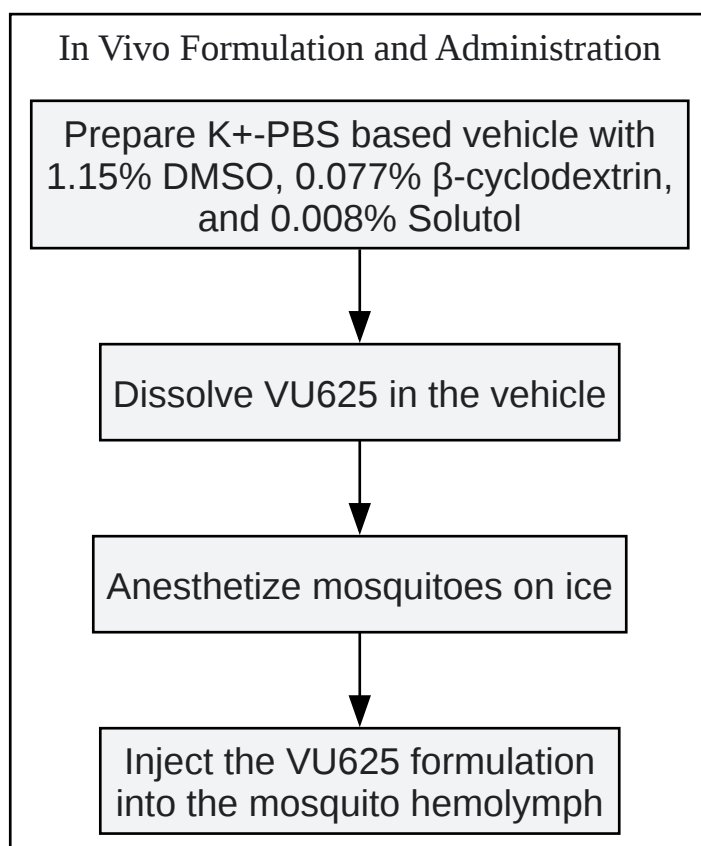 In Vivo Formulation and Administration
Prepare K+-PBS based vehicle with
1.15% DMSO, 0.077% β-cyclodextrin,
and 0.008% Solutol
Dissolve VU625 in the vehicle
Anesthetize mosquitoes on ice
Inject the VU625 formulation
into the mosquito hemolymph